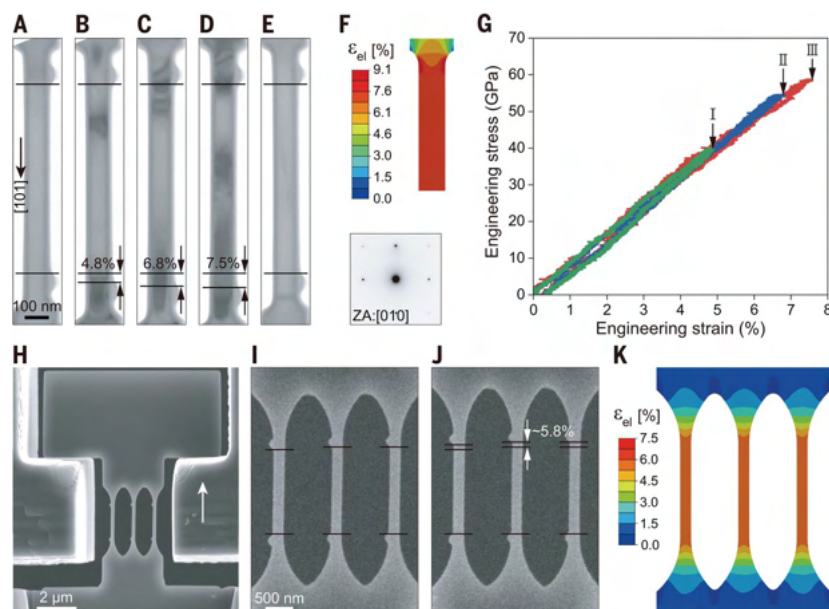 A
B
C
D
E
[101]
4.8%
6.8%
7.5%
100 nm
F
εel [%]
9.1
7.6
6.1
4.5
3.0
1.5
0.0
ZA:[010]
G
Engineering stress (GPa)
70
60
50
40
30
20
10
0
I
II
III
0 1 2 3 4 5 6 7 8
Engineering strain (%)
H
2 μm
I
500 nm
J
~5.8%
K
εel [%]
7.5
6.0
4.5
3.0
1.5
0.0